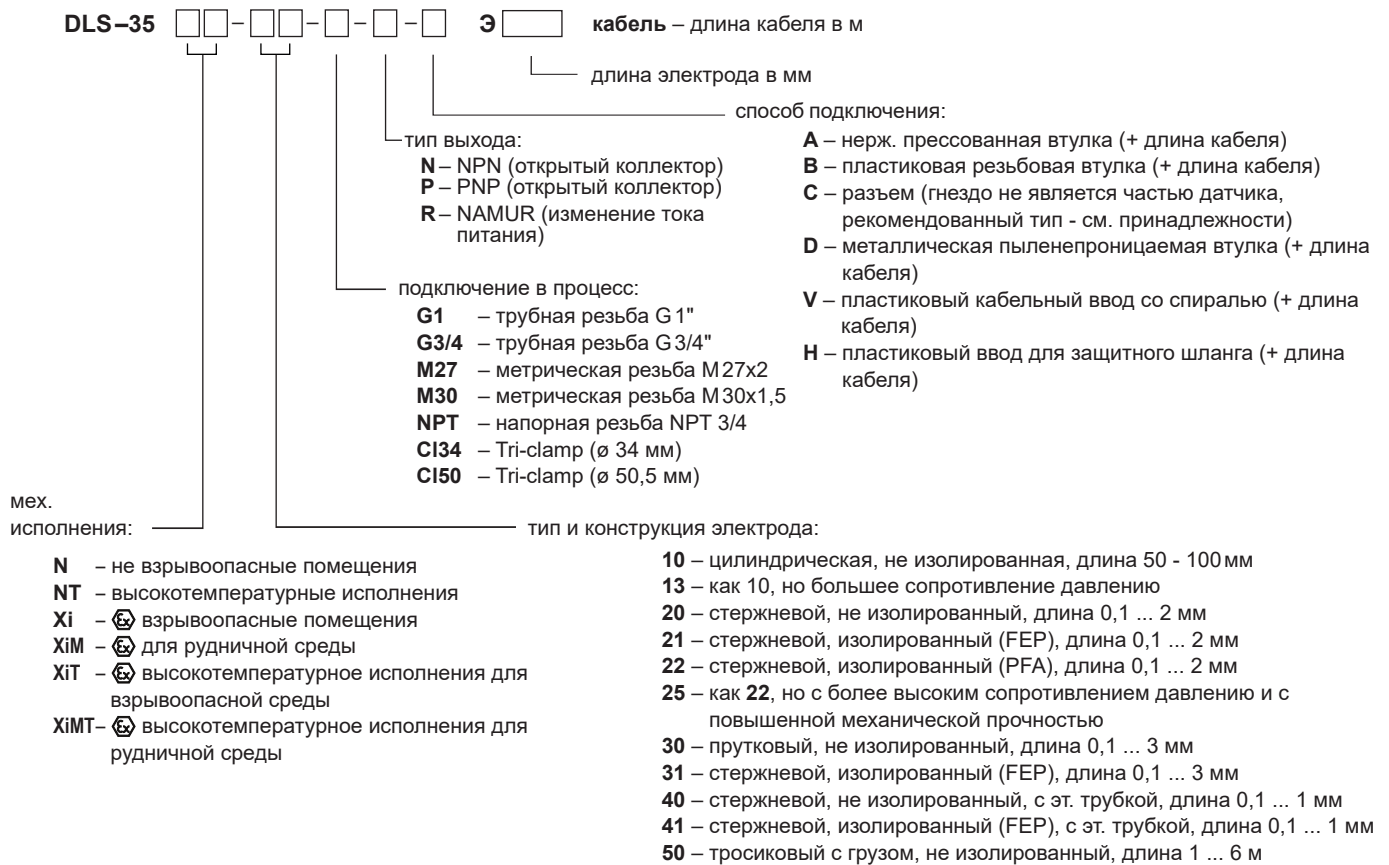 DLS–35 – – – – Э кабель – длина кабеля в м
длина электрода в мм
способ подключения:
A – нерж. прессованная втулка (+ длина кабеля)
B – пластиковая резьбовая втулка (+ длина кабеля)
C – разъем (гнездо не является частью датчика,
рекомендованный тип - см. принадлежности)
D – металлическая пыленепроницаемая втулка (+ длина
кабеля)
V – пластиковый кабельный ввод со спиралью (+ длина
кабеля)
H – пластиковый ввод для защитного шланга (+ длина
кабеля)
тип выхода:
N – NPN (открытый коллектор)
P – PNP (открытый коллектор)
R – NAMUR (изменение тока
питания)
подключение в процесс:
G1 – трубная резьба G 1"
G3/4 – трубная резьба G 3/4"
M27 – метрическая резьба M 27x2
M30 – метрическая резьба M 30x1,5
NPT – напорная резьба NPT 3/4
Cl34 – Tri-clamp (ø 34 мм)
Cl50 – Tri-clamp (ø 50,5 мм)
мех.
исполнения:
N – не взрывоопасные помещения
NT – высокотемпературные исполнения
Xi – Ex взрывоопасные помещения
XiM – Ex для рудничной среды
XiT – Ex высокотемпературное исполнения для
взрывоопасной среды
XiMT – Ex высокотемпературное исполнения для
рудничной среды
тип и конструкция электрода:
10 – цилиндрическая, не изолированная, длина 50 - 100 мм
13 – как 10, но большее сопротивление давлению
20 – стержневой, не изолированный, длина 0,1 ... 2 мм
21 – стержневой, изолированный (FEP), длина 0,1 ... 2 мм
22 – стержневой, изолированный (PFA), длина 0,1 ... 2 мм
25 – как 22, но с более высоким сопротивлением давлению и с
повышенной механической прочностью
30 – прутковый, не изолированный, длина 0,1 ... 3 мм
31 – стержневой, изолированный (FEP), длина 0,1 ... 3 мм
40 – стержневой, не изолированный, с эт. трубкой, длина 0,1 ... 1 мм
41 – стержневой, изолированный (FEP), с эт. трубкой, длина 0,1 ... 1 мм
50 – тросиковый с грузом, не изолированный, длина 1 ... 6 м